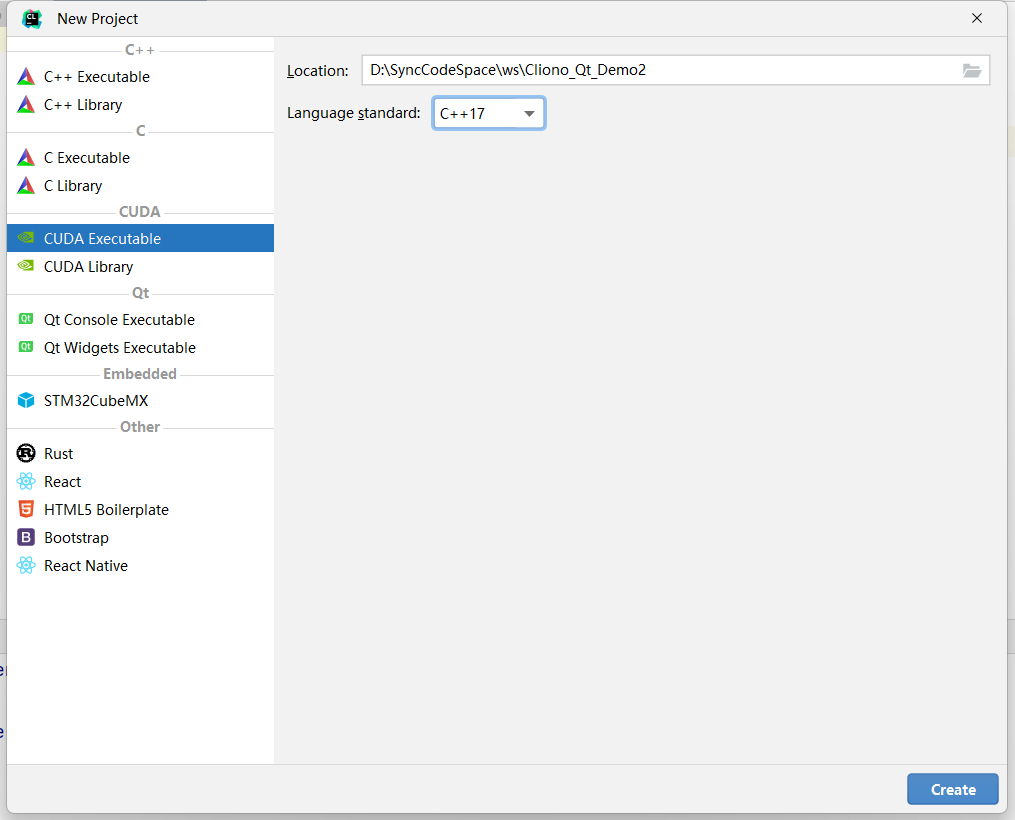 New Project
C++
C++ Executable
C++ Library
C
C Executable
C Library
CUDA
CUDA Executable
CUDA Library
Qt
Qt Console Executable
Qt Widgets Executable
Embedded
STM32CubeMX
Other
Rust
React
HTML5 Boilerplate
Bootstrap
React Native
Location: D:\SyncCodeSpace\ws\Cliono_Qt_Demo2
Language standard: C++17
Create